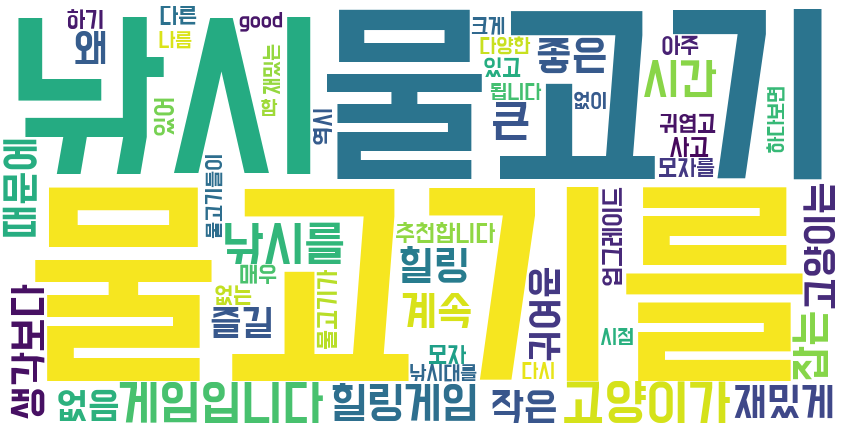 하기
다른
good
왜
나름
낚시
물고기
크게
다양한
좋은
아주
있고
시간
재밌는
함
있어
됩니다
없이
큰
역시
귀엽고
사고
모자를
하다보면
때문에
물고기들이
물고기를
낚시를
추천합니다
힐링
매우
없는
계속
즐길
물고기가
업그레이드
귀여운
고양이
생각보다
모자
낚시대를
다시
시점
잡는
없음
게임입니다
힐링게임
작은
고양이가
재밌게